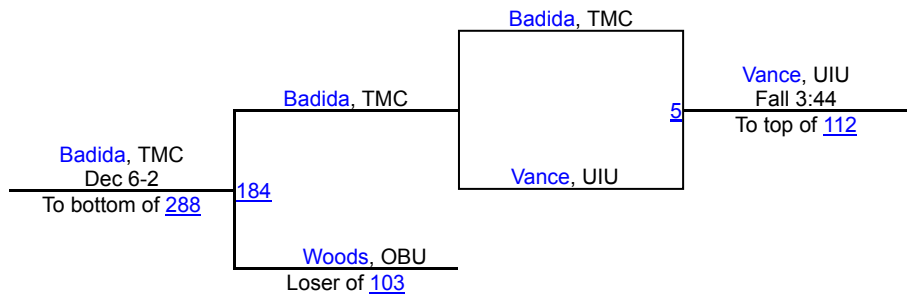 Badida, TMC
Vance, UIU
Fall 3:44
Badida, TMC
5
To top of 112
Badida, TMC
Dec 6-2
Vance, UIU
184
To bottom of 288
Woods, OBU
Loser of 103